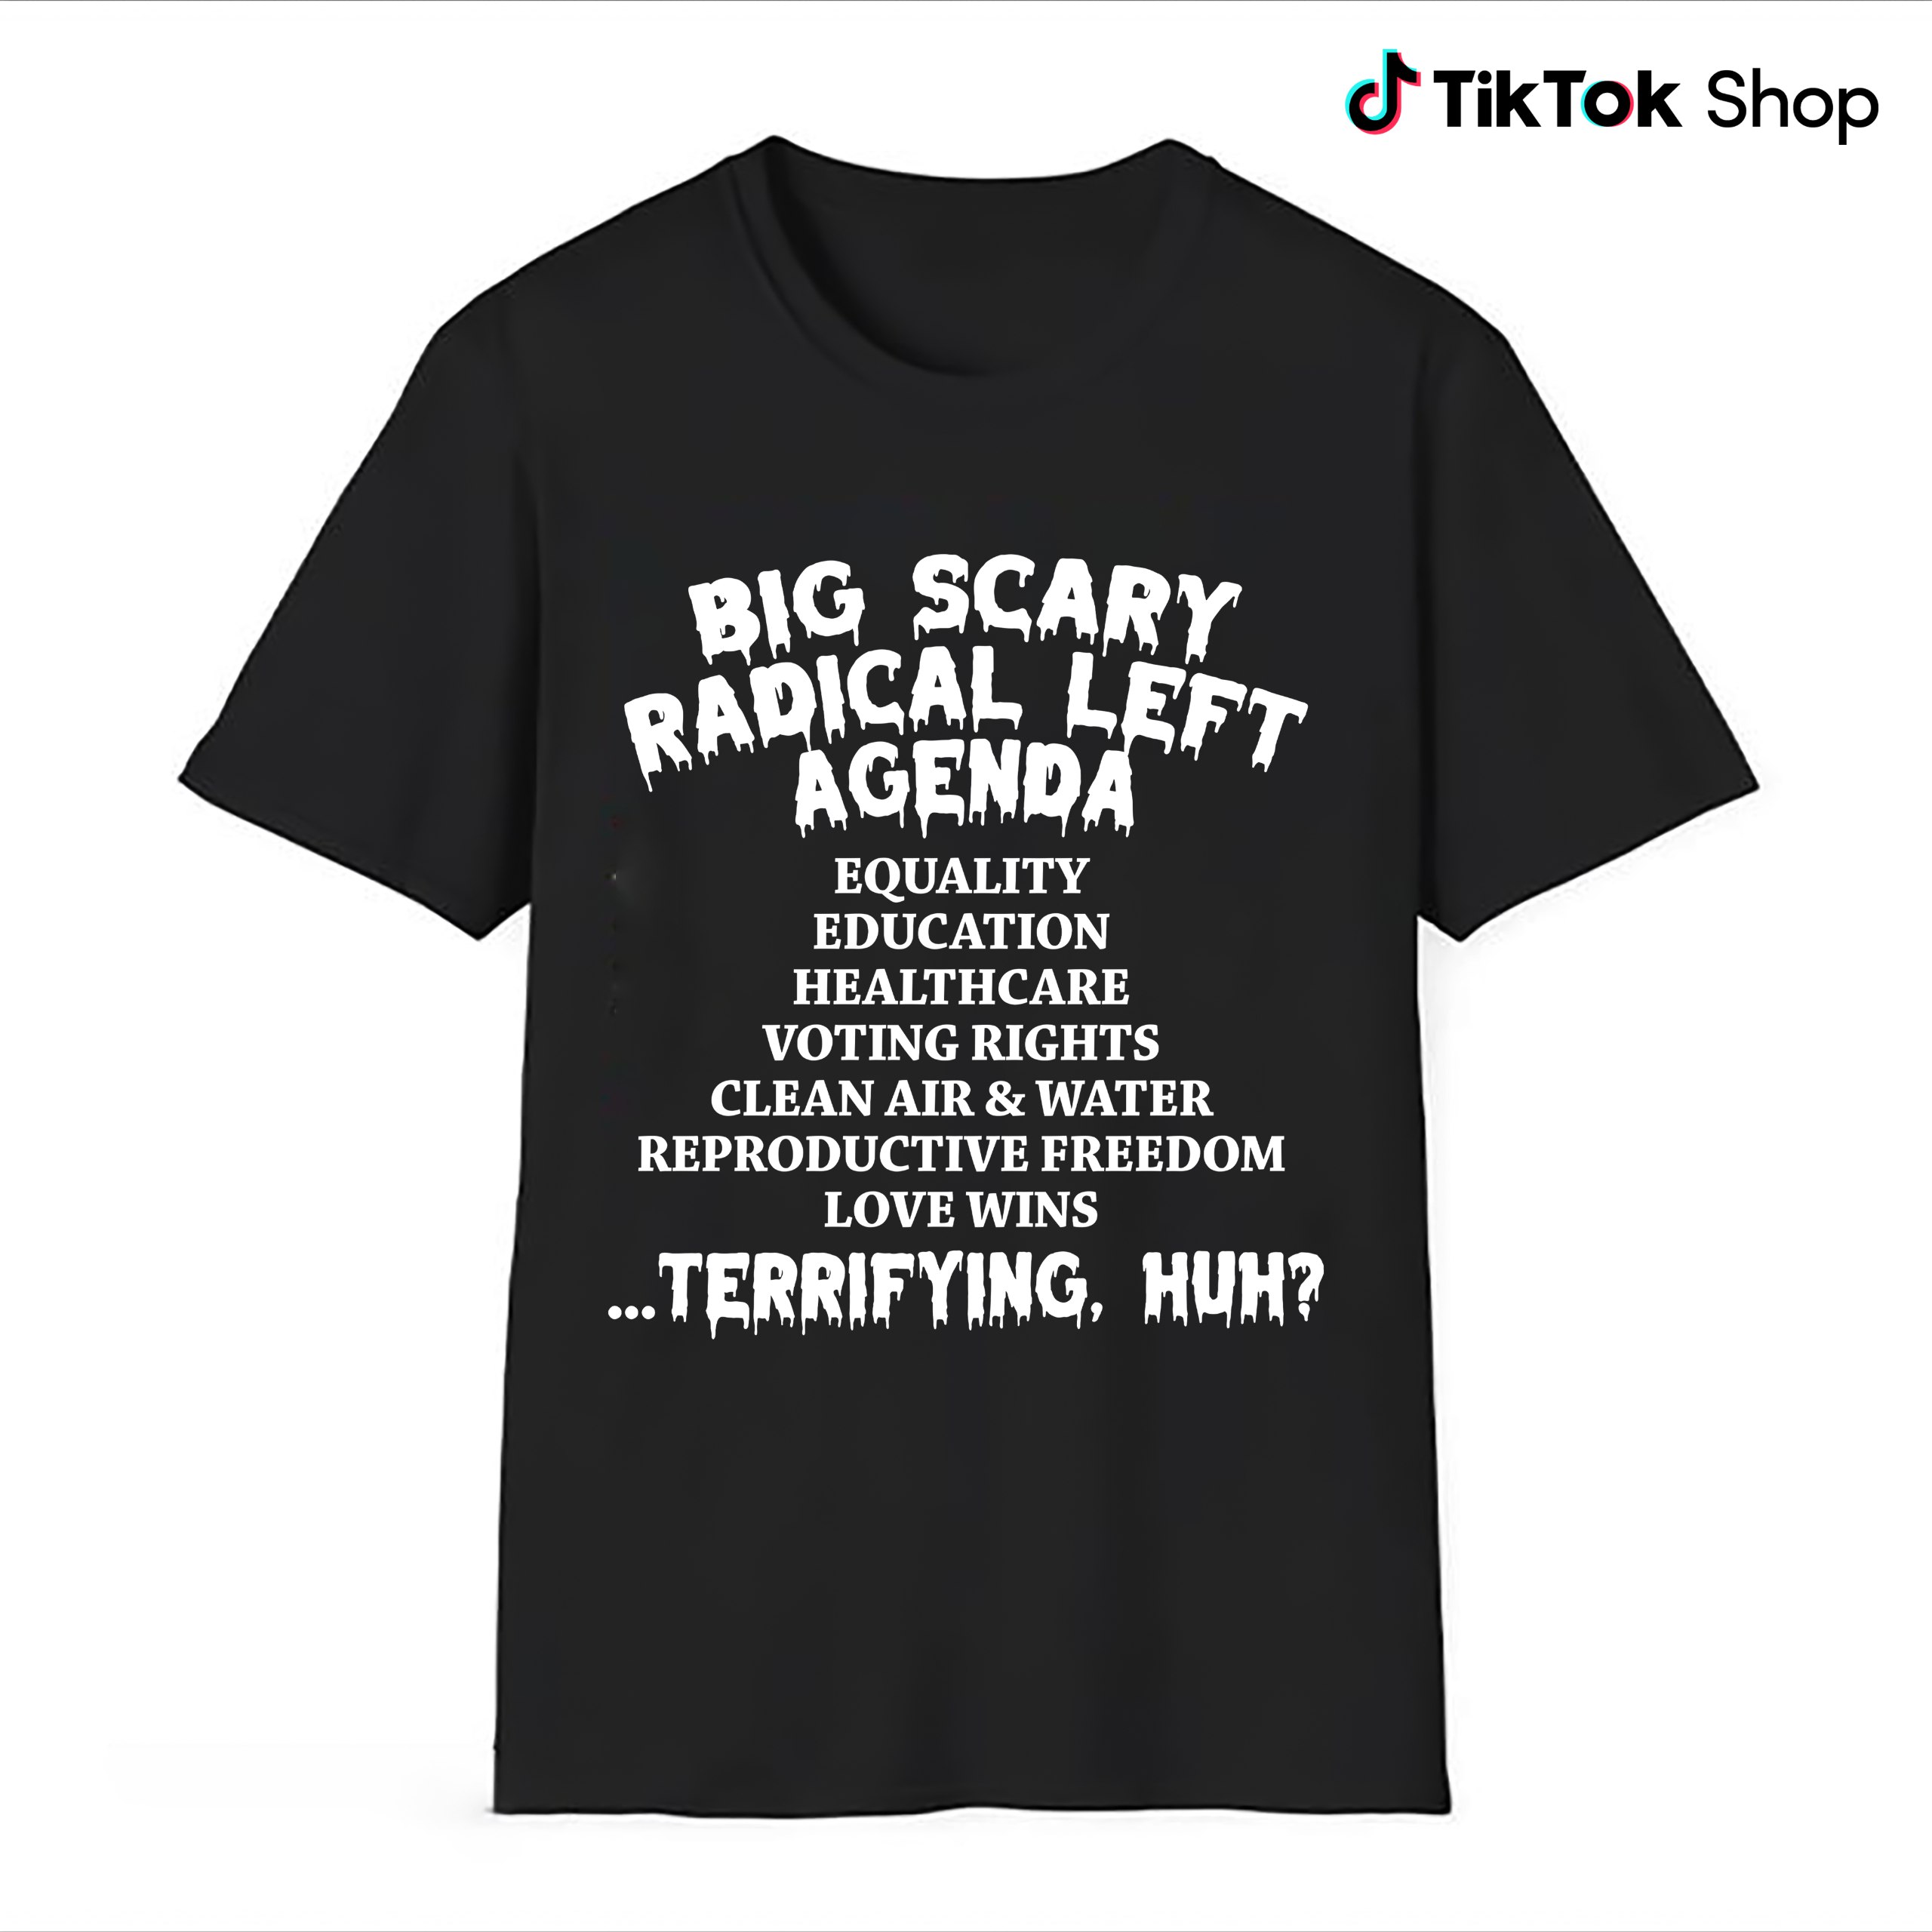 TikTok Shop
BIG SCARY
RADICAL LEFT
AGENDA
EQUALITY
EDUCATION
HEALTHCARE
VOTING RIGHTS
CLEAN AIR & WATER
REPRODUCTIVE FREEDOM
LOVE WINS
...TERRIFYING, HUH?